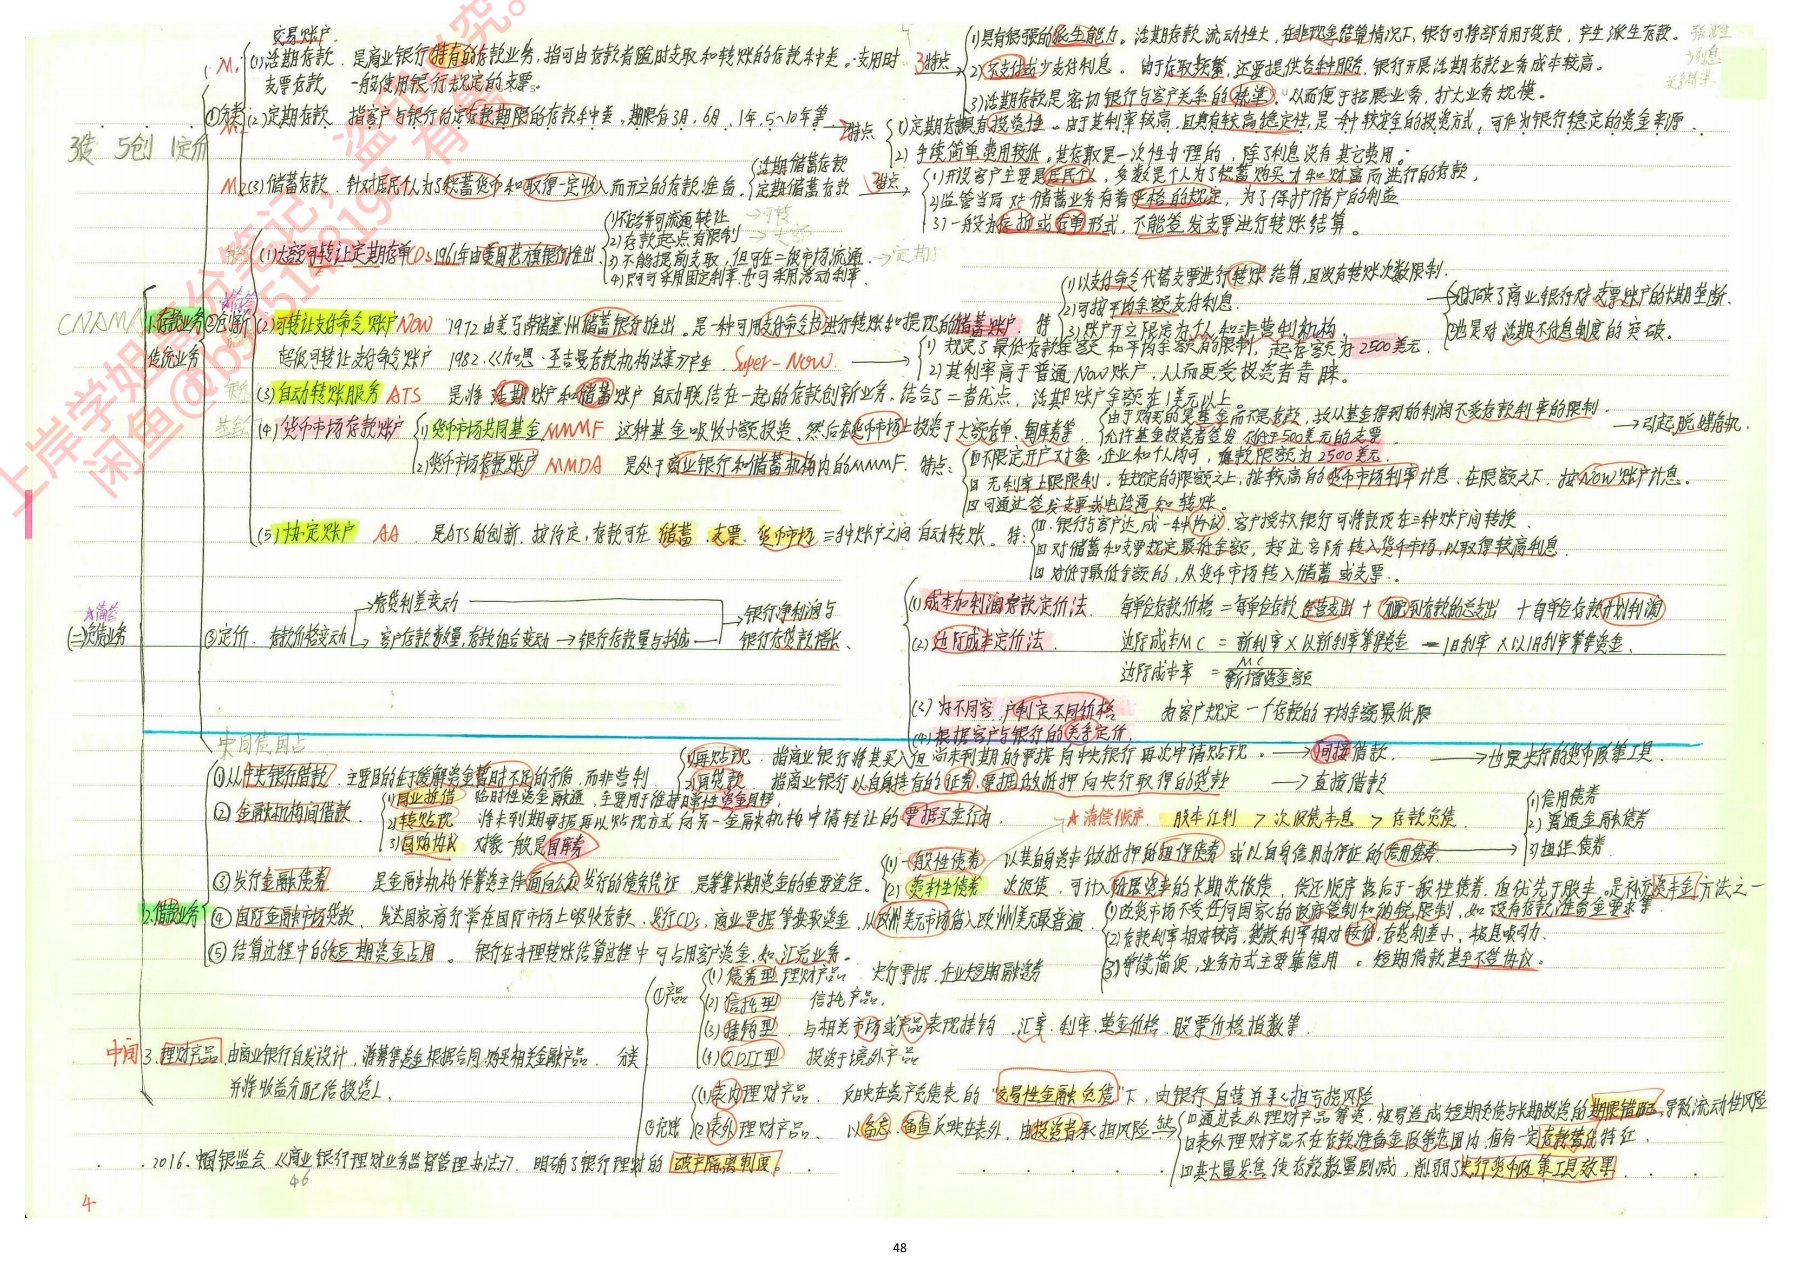 交易账户
M₁ (1)活期存款 是商业银行特有的存款业务,指可由存款者随时支取和转账的存款种类。支用时
支票存款 一般使用银行规定的支票。
3特点
1)具有很强的派生能力。活期存款流动性大,在非现金结算情况下,银行可将部分用于贷款,产生派生存款。
2)不支付或少支付利息。由于存取频繁,还要提供各种服务,银行开展活期存款业务成本较高。
3)活期存款是密切银行与客户关系的桥梁。从而便于拓展业务,扩大业务规模。
①分类 (2)定期存款 指客户与银行约定存款期限的存款种类,期限有3月,6月,1年,5~10年等
2特点
1)定期存款具有投资性。由于其利率较高,且具有较高稳定性,是一种较安全的投资方式,可作为银行稳定的资金来源
2)手续简单,费用较低。其存取是一次性办理的,除了利息没有其它费用。
3传 5创 1定价
M₂ (3)储蓄存款 针对居民个人为了积蓄货币和取得一定收入而开立的存款准备
活期储蓄存款
定期储蓄存款
3特点
1)开设客户主要是居民个人,多数是个人为了积蓄购买力和财富而进行的存款,
2)监管当局对储蓄业务有着严格的规定,为了保护储户的利益
3)一般为存折或存单形式,不能签发支票进行转账结算。
(1)大额可转让定期存单CDs 1961年由美国花旗银行推出
1)不记名可流通转让 →可转
2)存款起点有限制 →大额
3)不能提前支取,但可在二级市场流通 →定期
4)即可采用固定利率,也可采用浮动利率
CNAMA
1.存款业务
传统业务
②创新
(2)可转让支付命令账户NOW 1972由美马萨诸塞州储蓄银行推出。是一种可用支付命令书进行转账和提现的储蓄账户 特
1)以支付命令代替支票进行转账结算,且没有转账次数限制
2)可按平均余额支付利息
3)账户开立限定为个人和非营利机构
①打破了商业银行对支票账户的长期垄断
②也是对活期不付息制度的突破。
超级可转让支付命令账户 1982.《加恩·圣吉曼存款机构法案》产生 Super-NOW
1)规定了最低存款余额和平均余额的限制,起存额为2500美元
2)其利率高于普通NOW账户,从而更受投资者青睐。
(3)自动转账服务 ATS 是将活期账户和储蓄账户自动联结在一起的存款创新业务,结合了二者优点,活期账户余额在1美元以上。
基金
(4)货币市场存款账户 1)货币市场共同基金MMMF 这种基金吸收小额投资,然后在货币市场上投资于大额存单、国库券等
由于购买的是基金而不是存款,故从基金得到的利润不受存款利率的限制
允许基金投资者签发不低于500美元的支票
→引起脱媒危机
2)货币市场存款账户 MMDA 是处于商业银行和储蓄机构内的MMMF. 特点:
不限定开户对象,企业和个人均可,存款限额为2500美元
无利率上限限制。在规定的限额之上,按较高的货币市场利率计息,在限额之下,按NOW账户计息。
可通过签发支票或电话通知转账
(5)协定账户 AA 是ATS的创新,按约定,存款可在储蓄、支票、货币市场三种账户之间自动转账。特:
银行与客户达成一种协议,客户授权银行可将款项在三种账户间转换
对储蓄和支票规定最低余额,超过部分转入货币市场,以取得较高利息
对低于最低余额的,从货币市场转入储蓄或支票
(二)负债业务
③定价 存款价格变动
→存贷利差变动
→客户存款数量,存款组合变动→银行存款量与构成
→银行净利润与
银行存贷款增长
(1)成本加利润存款定价法 每单位存款价格=每单位存款经营支出+分配到存款的总支出+每单位存款计划利润
(2)边际成本定价法 边际成本MC=新利率×以新利率筹集资金-旧利率×以旧利率筹集资金
边际成本率=MC/新增资金额
(3)为不同客户制定不同价格 为客户规定一个存款的平均余额最低限
(4)根据客户与银行的关系定价
中同债国占
2.借款业务
①从中央银行借款 主要目的在于缓解资金暂时不足的矛盾,而非营利
1)再贴现 指商业银行将其买入但尚未到期的票据向中央银行再次申请贴现。→间接借款 →也是央行的货币政策工具
2)再贷款 指商业银行以自身持有的证券、票据做抵押向央行取得的贷款 →直接借款
②金融机构间借款
1)同业拆借 临时性资金融通,主要用于维持日常性资金周转
2)转贴现 将未到期票据再以贴现方式向另一金融机构申请转让的票据买卖行为
3)回购协议 对象一般是国库券
★清偿顺序 股本红利>次级债本息>存款负债
③发行金融债券 是金融机构作筹资主体面向公众发行的债务凭证 是筹集长期资金的重要途径。
(1)一般性债券 以其自身资本做抵押的担保债券 或以自身信用为保证的信用债券
1)信用债券
2)普通金融债券
3)担保债券
(2)资本性债券 次级债,可计入附属资本的长期次级债,偿还顺序排后于一般性债券,但优先于股本,是补充资本金方法之一
④国际金融市场贷款 发达国家商行常在国际市场上吸收存款、发行CDs,商业票据等获取资金,从欧洲美元市场借入欧洲美元最普遍
1)改货市场不受任何国家的政府管制和纳税限制,如没有存款准备金要求等
(2)存款利率相对较高,贷款利率相对较低,存贷利差小,极具吸引力.
(3)手续简便,业务方式主要靠信用。短期借款甚至不签协议。
⑤结算过程中的短期资金占用。 银行在办理转账结算过程中可占用客户资金,如汇兑业务。
中间 3.理财产品 由商业银行自发设计,将募集资金根据合同购买相关金融产品 分类
并将收益分配给投资人
①产品
(1)债券型理财产品 央行票据,企业短期融资券
(2)信托型 信托产品.
(3)挂钩型 与相关市场或产品表现挂钩 汇率、利率、黄金价格、股票价格指数等
(4)QDII型 投资于境外产品
(1)表内理财产品 反映在资产负债表的"交易性金融负债"下,由银行自营并承担亏损风险
(2)表外理财产品、 以备忘、备查反映在表外,由投资者承担风险
通过表外理财产品筹资,极易造成短期负债与长期投资的期限错配,导致流动性风险
表外理财产品不在存款准备金政策范围内,但有一定存款替代特征.
其大量发售使存款数量剧减,削弱了央行货币政策工具效果
2016.中国银监会《商业银行理财业务监督管理办法》 明确了银行理财的破产隔离制度。
46
4
48